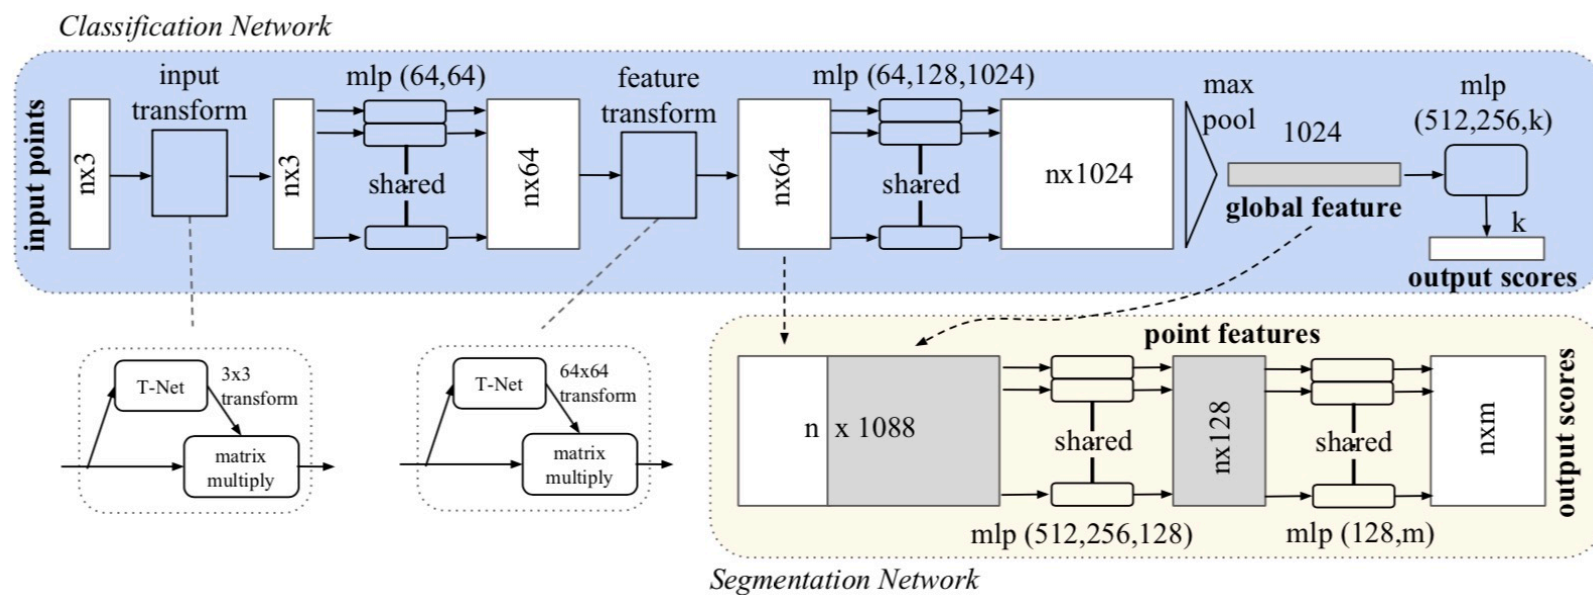 Classification Network
input points
nx3
input
transform
nx3
mlp (64,64)
shared
nx64
feature
transform
nx64
mlp (64,128,1024)
shared
nx1024
max
pool
1024
global feature
mlp
(512,256,k)
k
output scores
T-Net
3x3
transform
matrix
multiply
T-Net
64x64
transform
matrix
multiply
point features
n x 1088
shared
mlp (512,256,128)
nx128
shared
mlp (128,m)
nxm
output scores
Segmentation Network